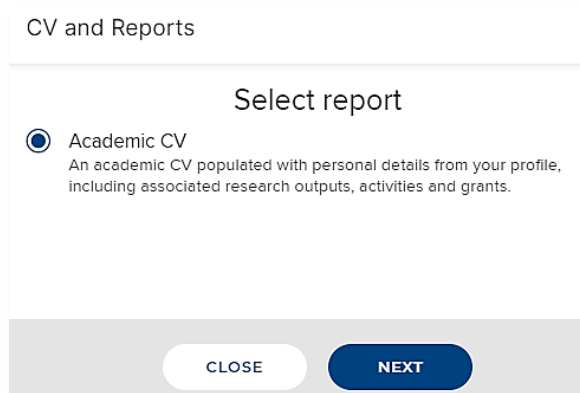 CV and Reports
Select report
Academic CV
An academic CV populated with personal details from your profile,
including associated research outputs, activities and grants.
CLOSE
NEXT